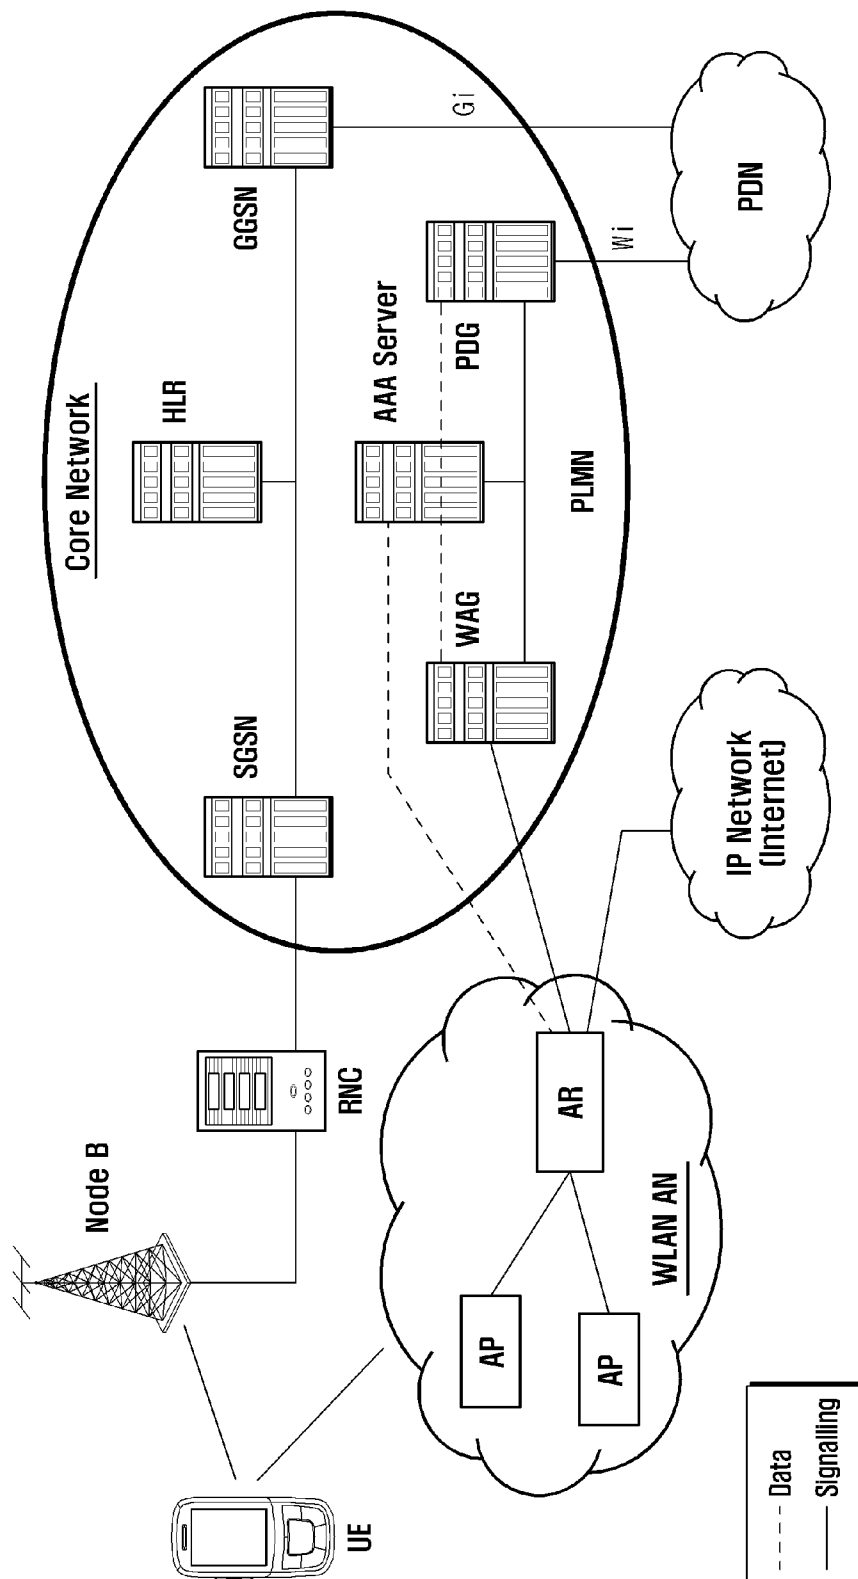 Core Network
HLR
SGSN
GGSN
Node B
RNC
UE
AAA Server
WAG
PDG
PLMN
Gi
Wi
AP
AP
AR
WLAN AN
IP Network
(Internet)
PDN
Data
Signalling